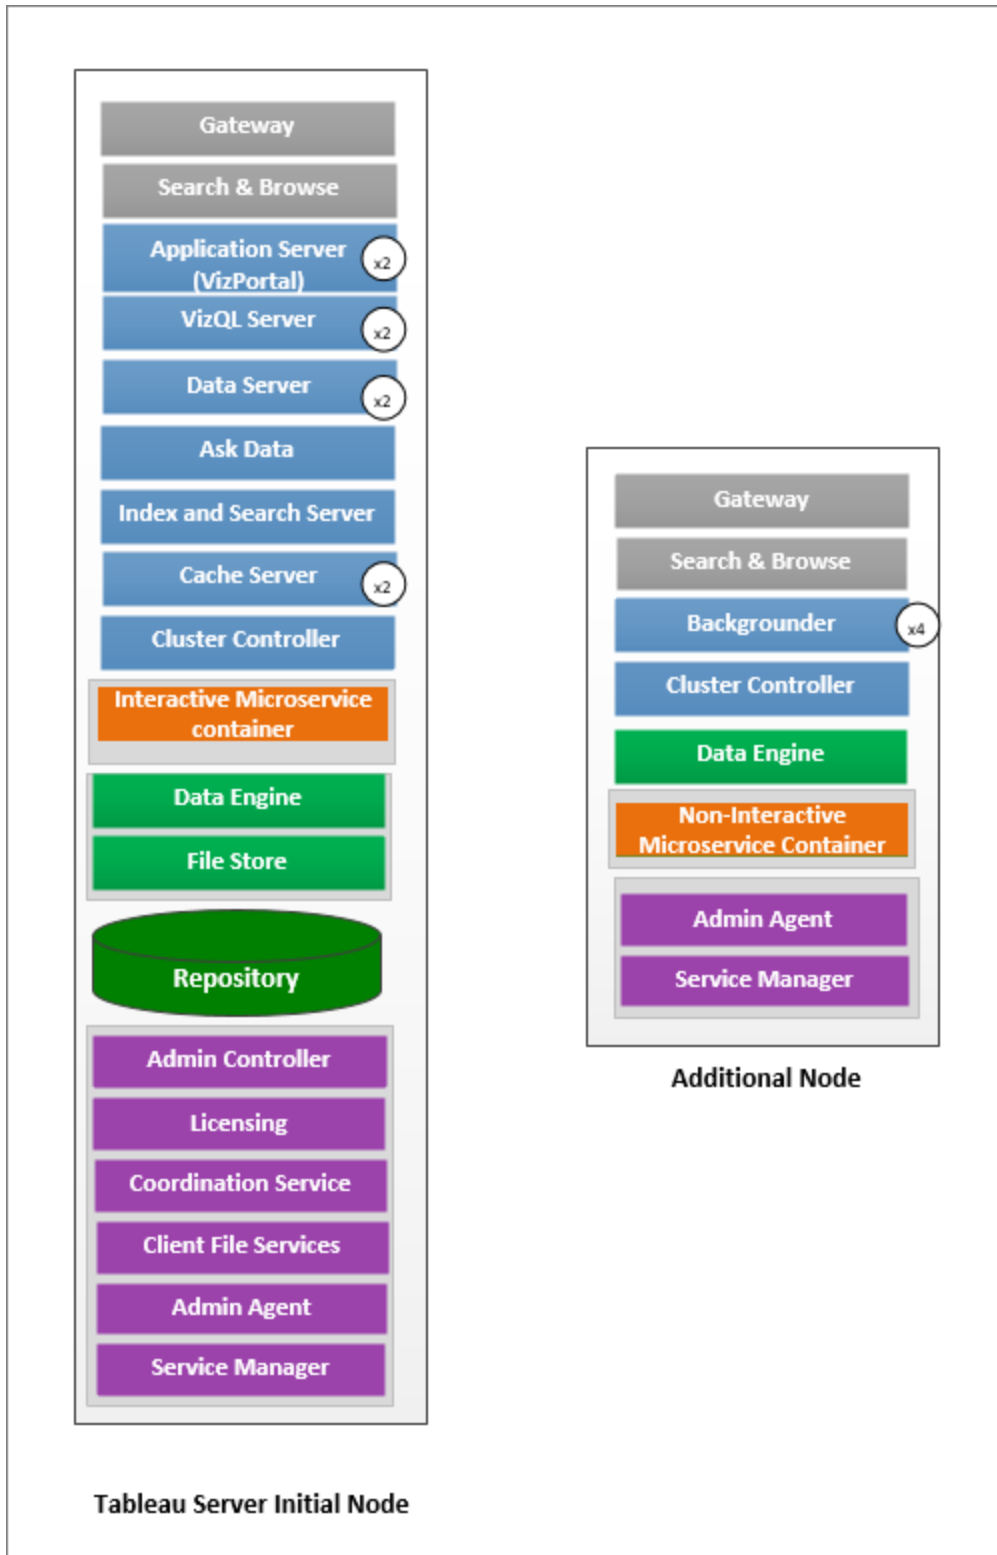 Gateway
Search & Browse
Application Server
(VizPortal)
x2
VizQL Server
x2
Data Server
x2
Ask Data
Index and Search Server
Cache Server
x2
Cluster Controller
Interactive Microservice
container
Data Engine
File Store
Repository
Admin Controller
Licensing
Coordination Service
Client File Services
Admin Agent
Service Manager
Tableau Server Initial Node
Gateway
Search & Browse
Backgrounder
x4
Cluster Controller
Data Engine
Non-Interactive
Microservice Container
Admin Agent
Service Manager
Additional Node